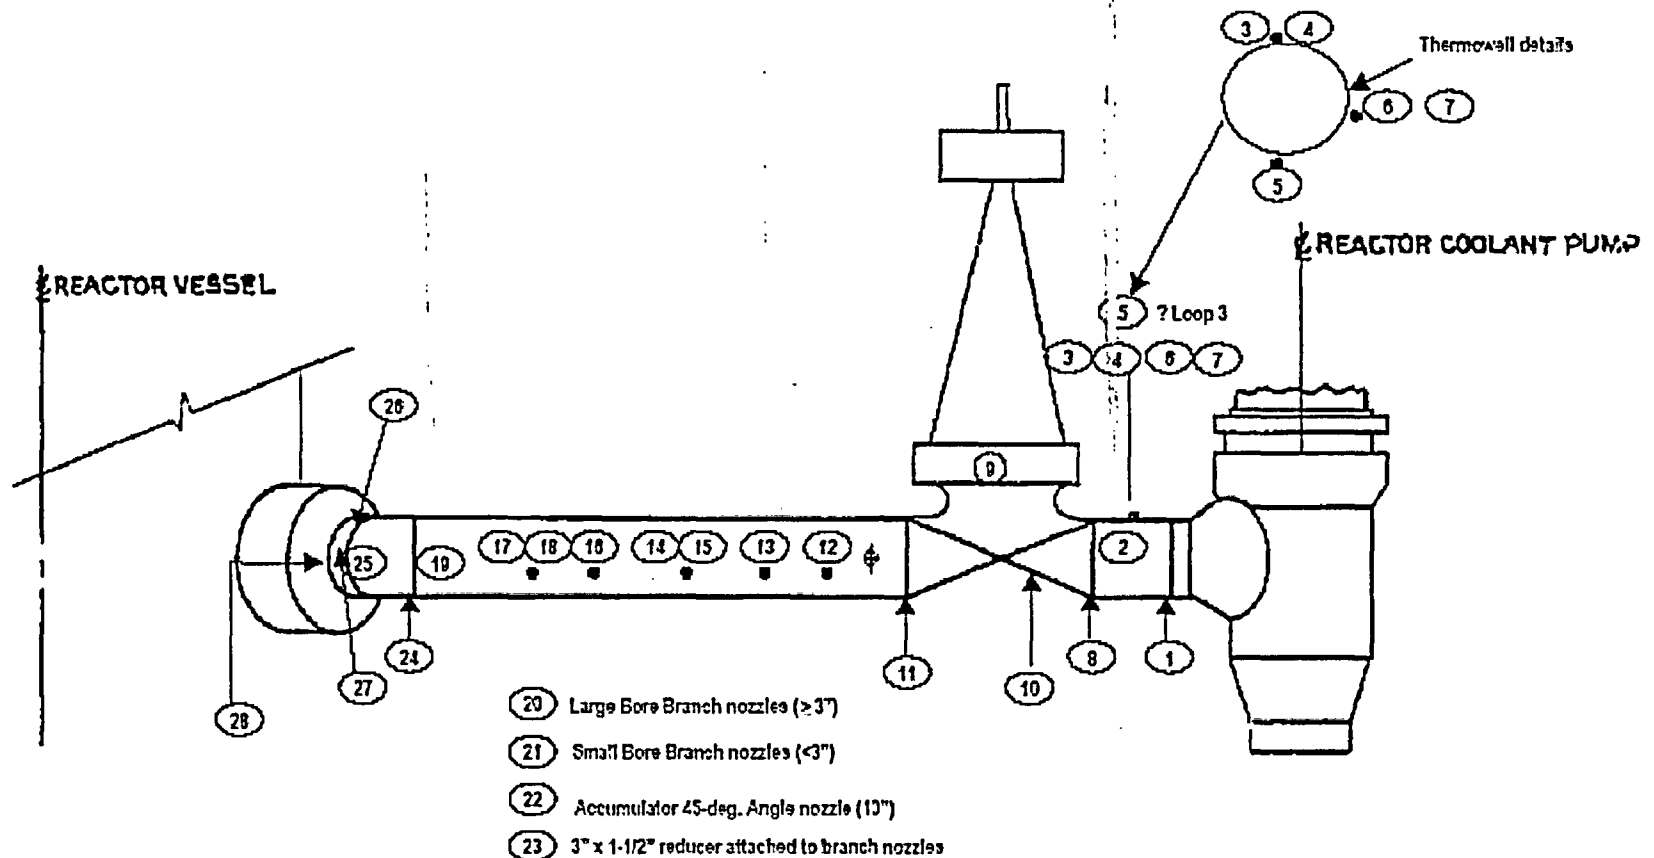 3 4
Thermowell details
6 7
5
℄ REACTOR COOLANT PUMP
℄ REACTOR VESSEL
5 ? Loop 3
3 4 6 7
26
9
17 18 16 14 15 13 12
2
25 19
24
27
28
11
10
8
1
20 Large Bore Branch nozzles (≥3")
21 Small Bore Branch nozzles (<3")
22 Accumulator 45-deg. Angle nozzle (10")
23 3" x 1-1/2" reducer attached to branch nozzles